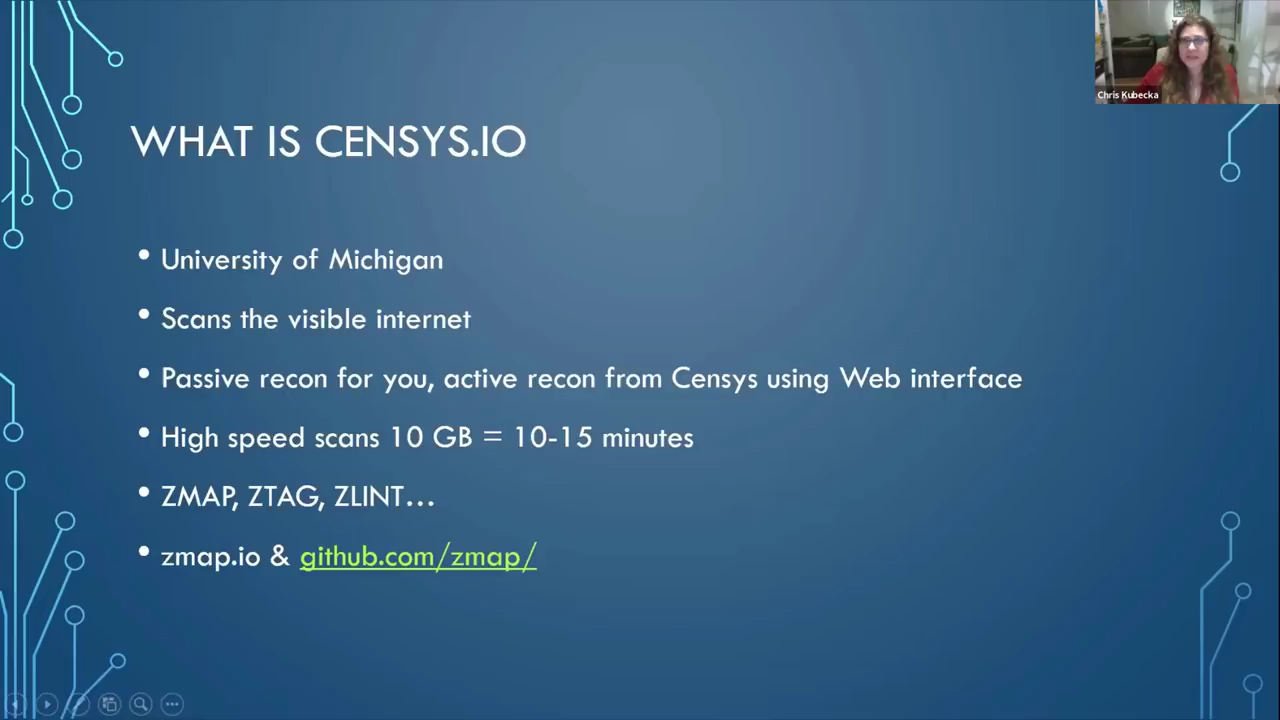 Chris Kubecka
WHAT IS CENSYS.IO
• University of Michigan
• Scans the visible internet
• Passive recon for you, active recon from Censys using Web interface
• High speed scans 10 GB = 10-15 minutes
• ZMAP, ZTAG, ZLINT…
• zmap.io & github.com/zmap/